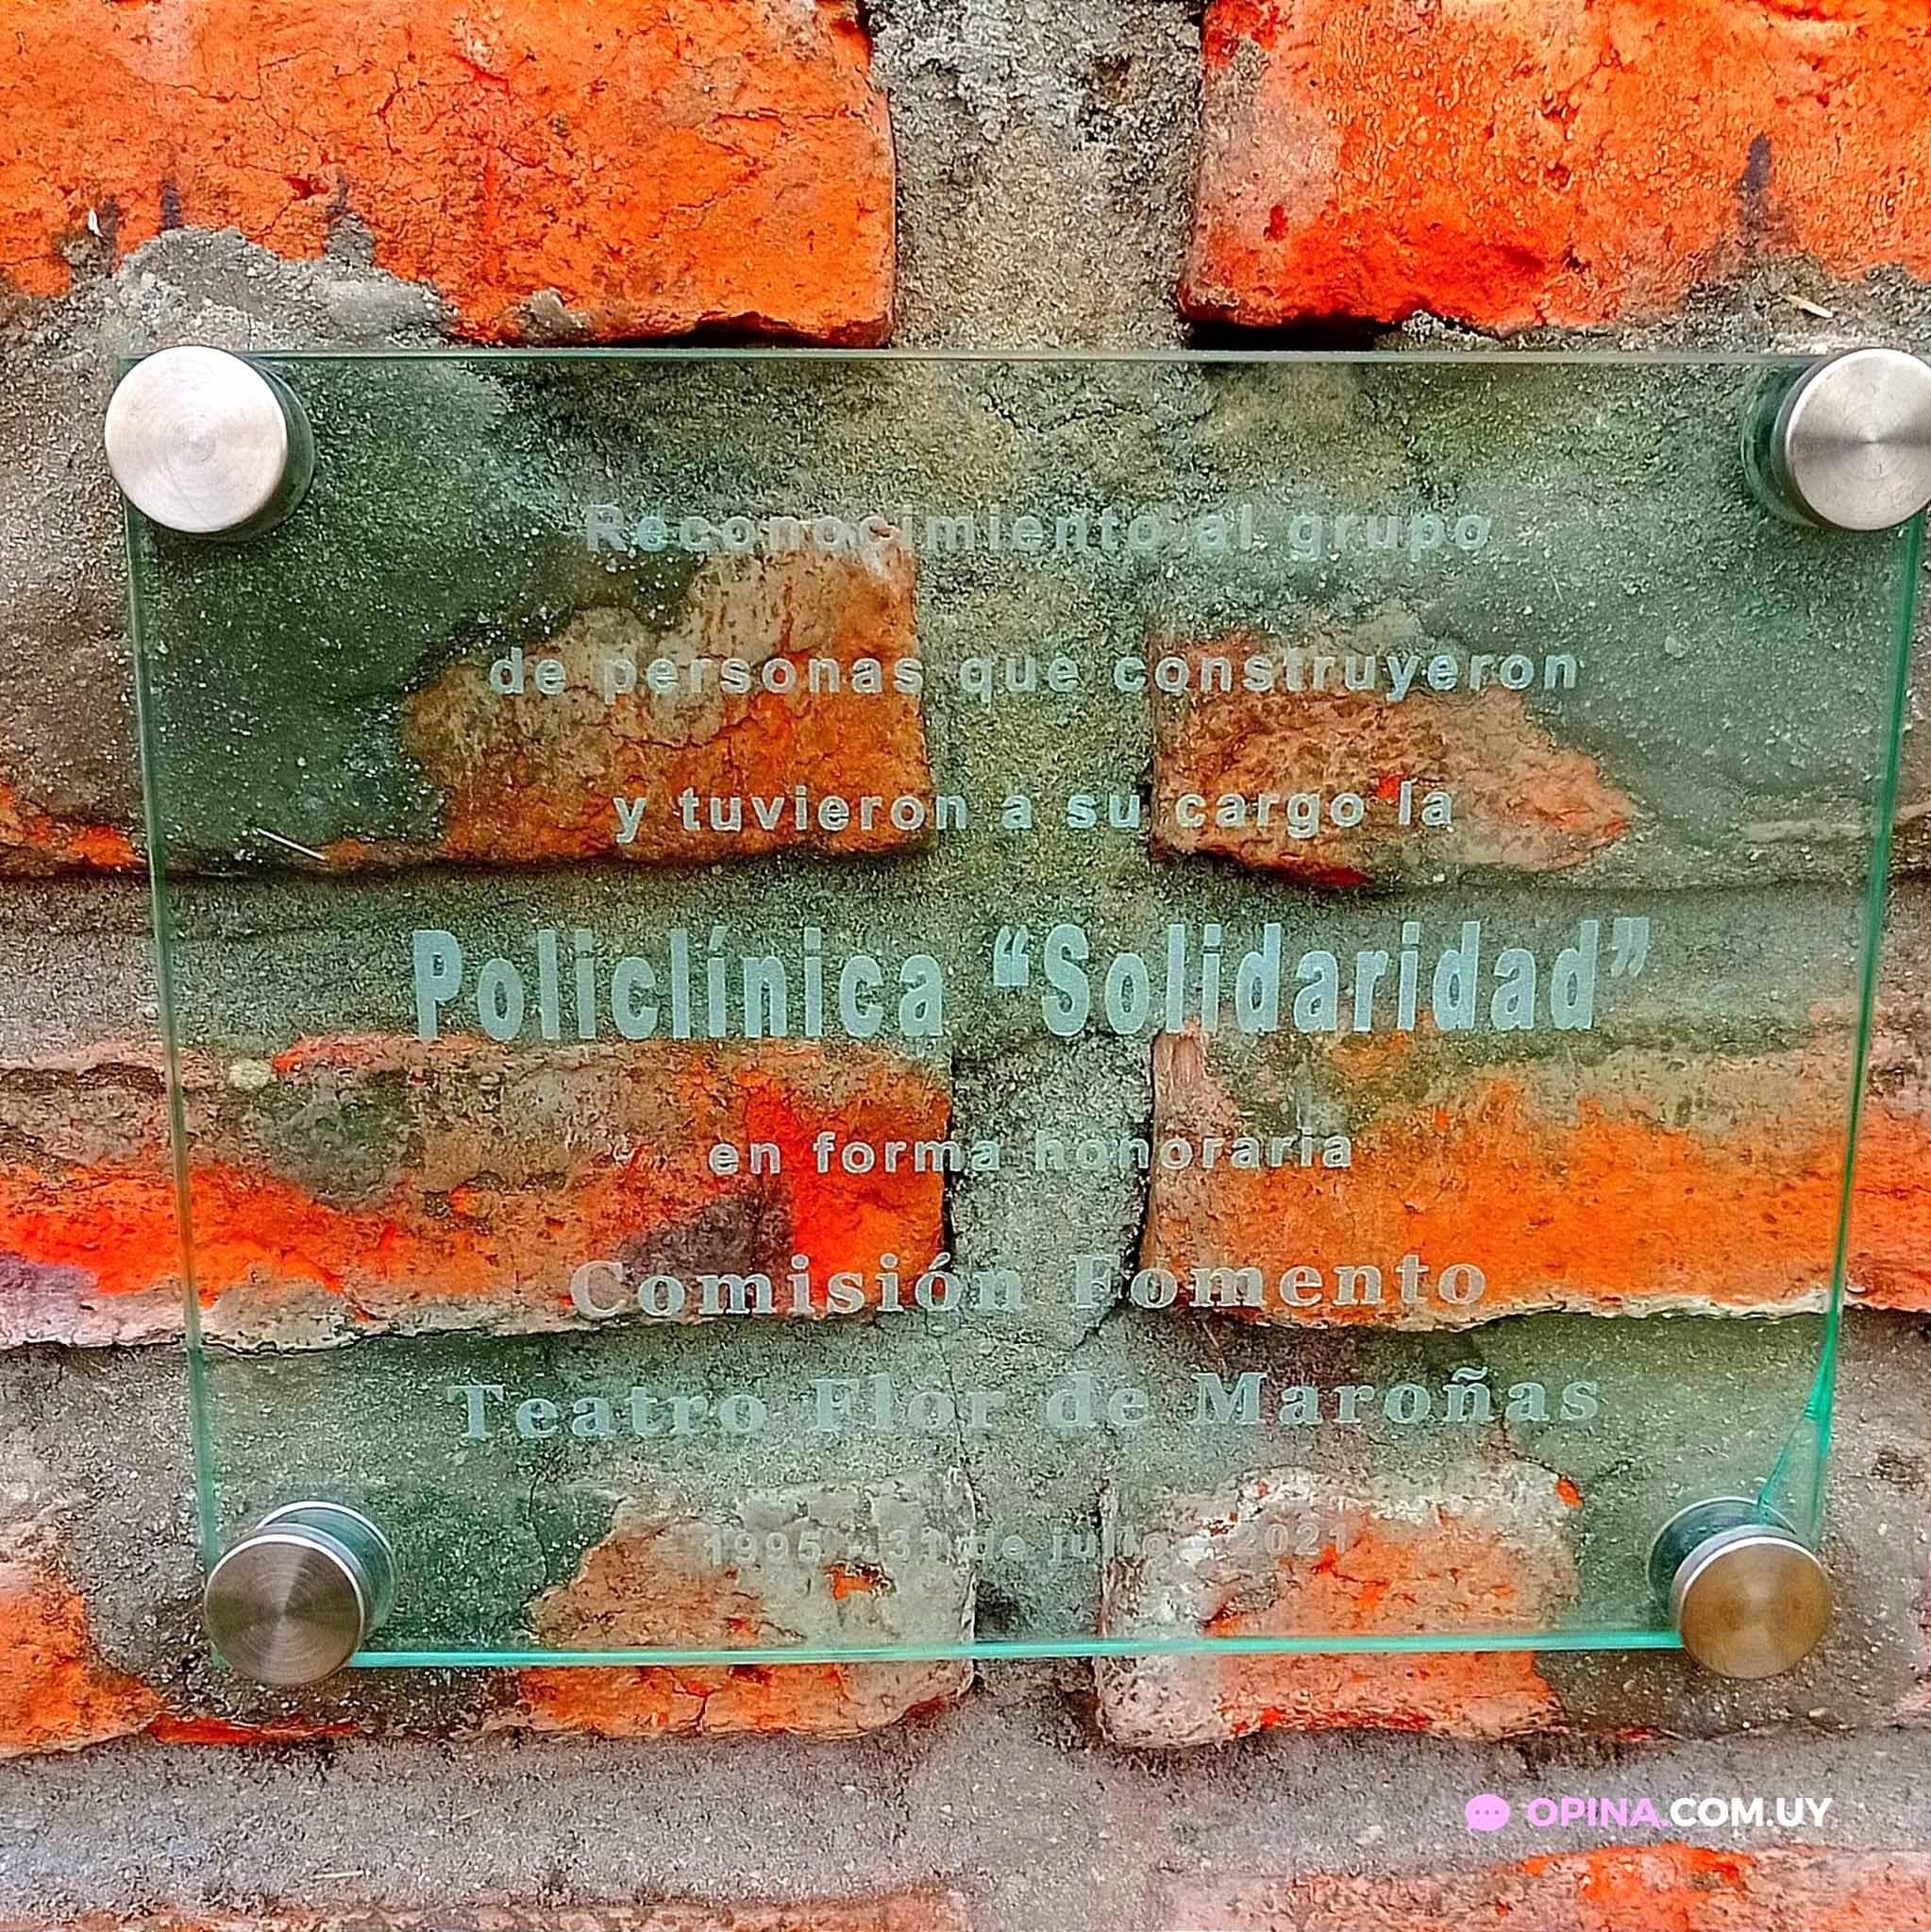 Reconocimiento al grupo
de personas que construyeron
y tuvieron a su cargo la
Policlínica “Solidaridad”
en forma honoraria
Comisión Fomento
Teatro Flor de Maroñas
1995 - 31 de julio - 2021
OPINA.COM.UY